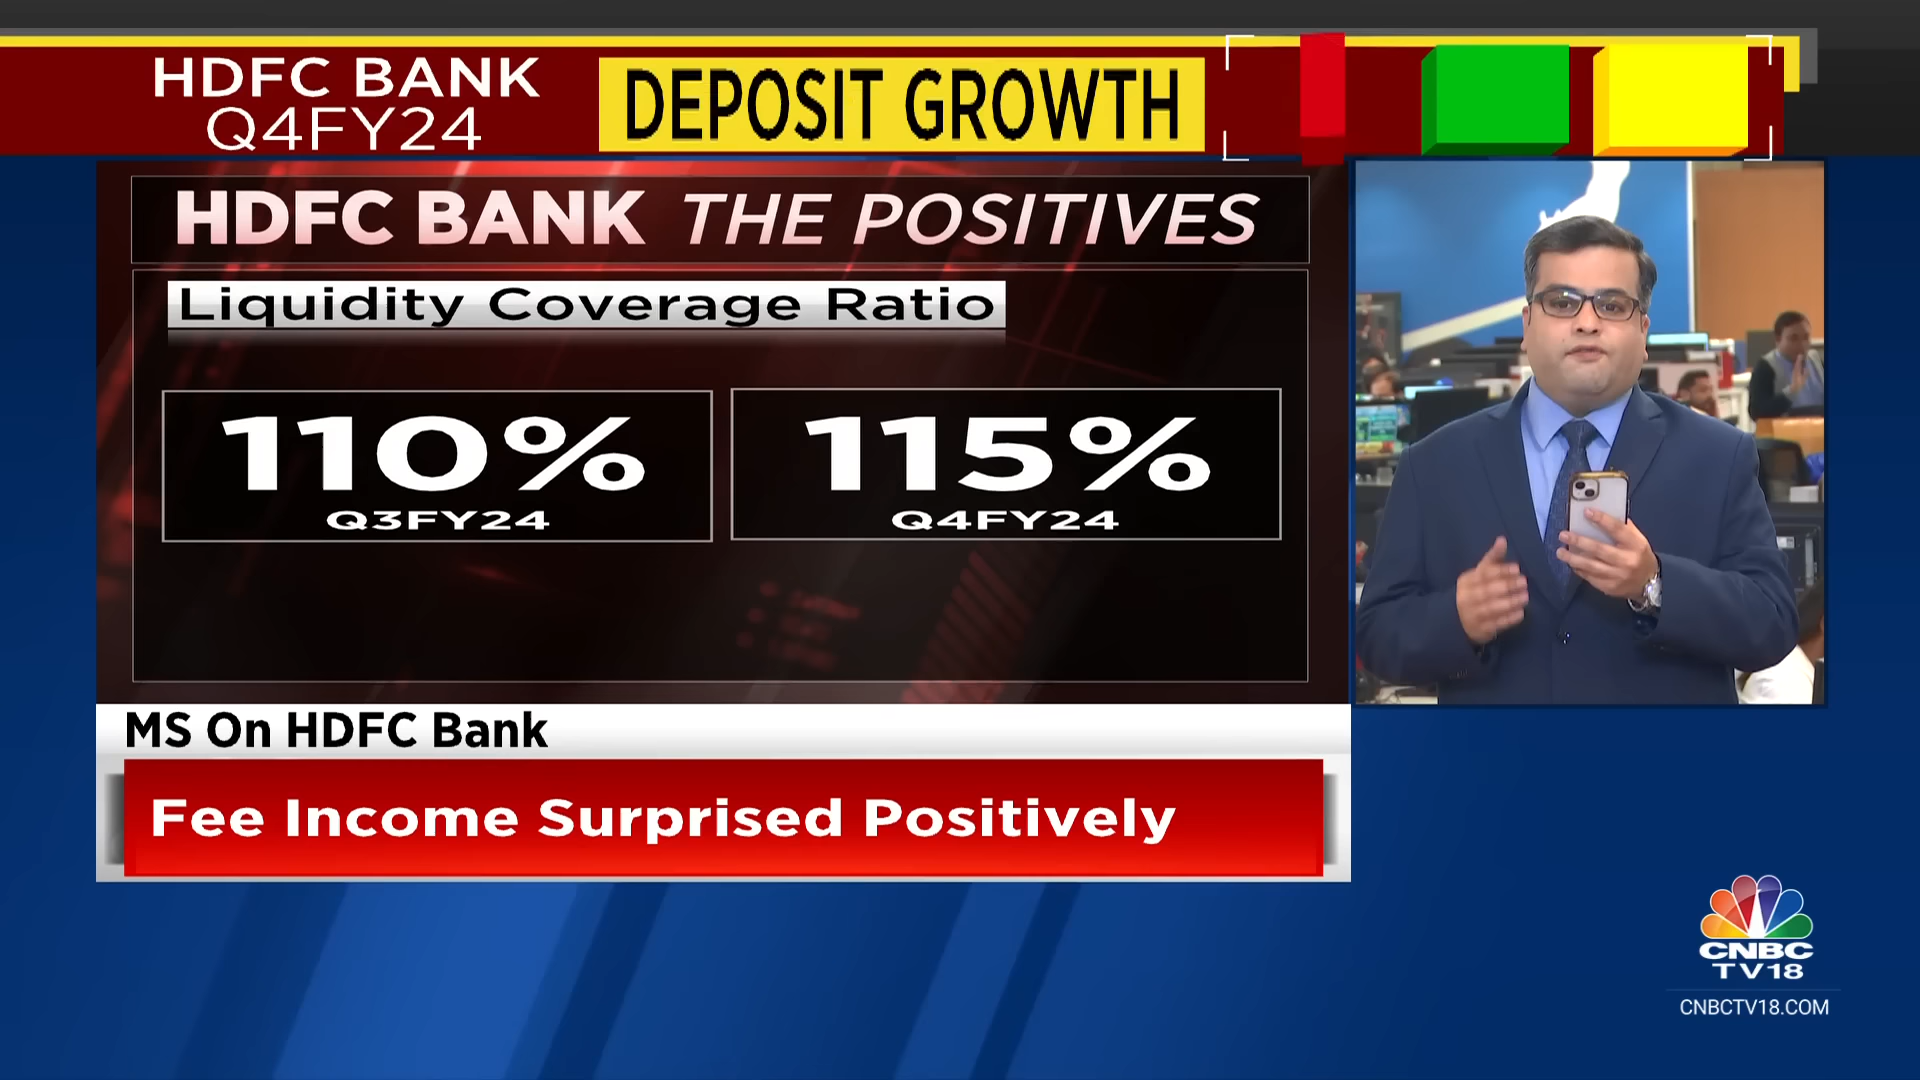 HDFC BANK
Q4FY24
DEPOSIT GROWTH
HDFC BANK THE POSITIVES
Liquidity Coverage Ratio
110%
Q3FY24
115%
Q4FY24
MS On HDFC Bank
Fee Income Surprised Positively
CNBC
TV18
CNBCTV18.COM